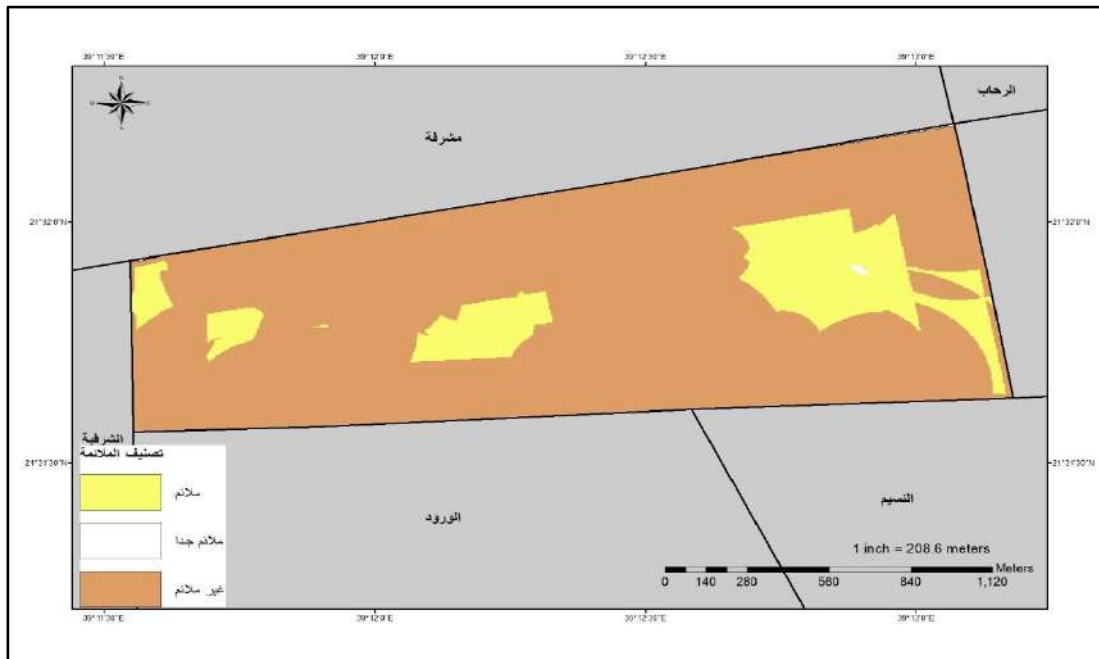 39°11'30"E 39°12'0"E 39°12'30"E 39°13'0"E
الرحاب
مشرفة
21°32'0"N 21°32'0"N
الشرفية
تصنيف الملائمة
ملائم
ملائم جدا
غير ملائم
21°31'30"N 21°31'30"N
الورود
النسيم
1 inch = 208.6 meters
Meters
0 140 280 560 840 1,120
39°11'30"E 39°12'0"E 39°12'30"E 39°13'0"E